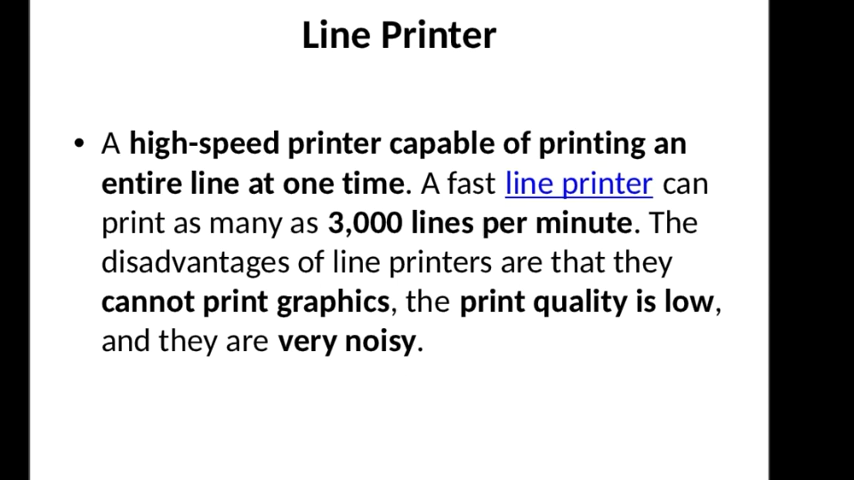 Line Printer
• A high-speed printer capable of printing an
entire line at one time. A fast line printer can
print as many as 3,000 lines per minute. The
disadvantages of line printers are that they
cannot print graphics, the print quality is low,
and they are very noisy.